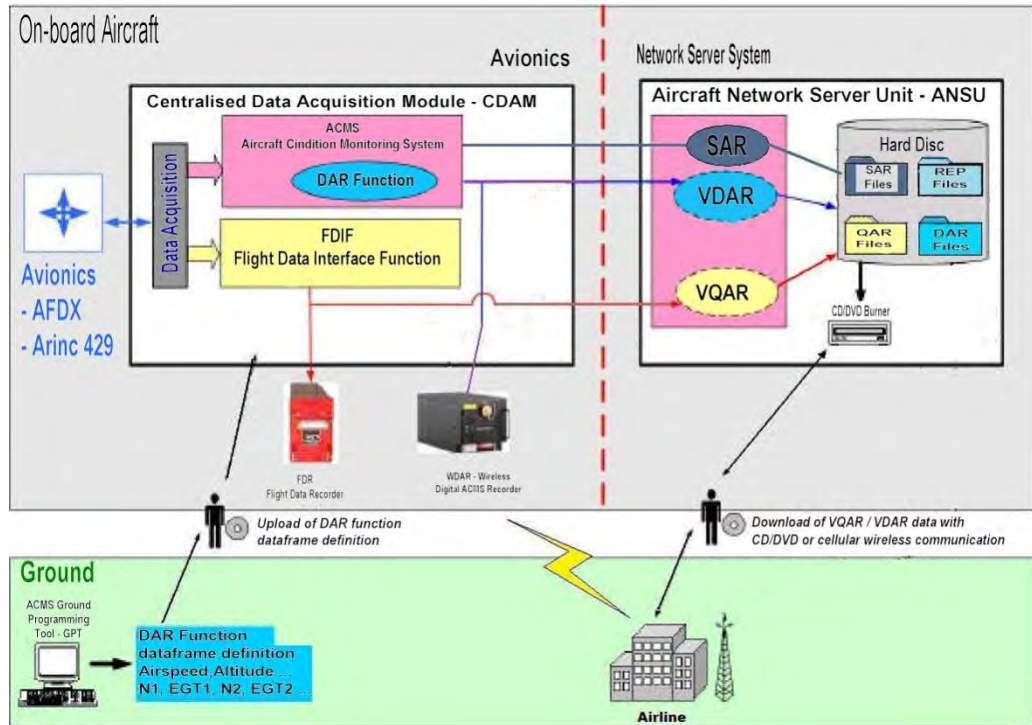 On-board Aircraft
Avionics
Network Server System
Centralised Data Acquisition Module - CDAM
ACMS
Aircraft Cindition Monitoring System
DAR Function
Data Acquisition
FDIF
Flight Data Interface Function
Avionics
- AFDX
- Arinc 429
FDR
Flight Data Recorder
WDAR - Wireless
Digital ACMS Recorder
Aircraft Network Server Unit - ANSU
SAR
VDAR
VQAR
Hard Disc
SAR
Files
REP
Files
QAR
Files
DAR
Files
CD/DVD Burner
Upload of DAR function
dataframe definition
Download of VQAR / VDAR data with
CD/DVD or cellular wireless communication
Ground
ACMS Ground
Programming
Tool - GPT
DAR Function
dataframe definition
Airspeed,Altitude ...
N1, EGT1, N2, EGT2 ...
Airline